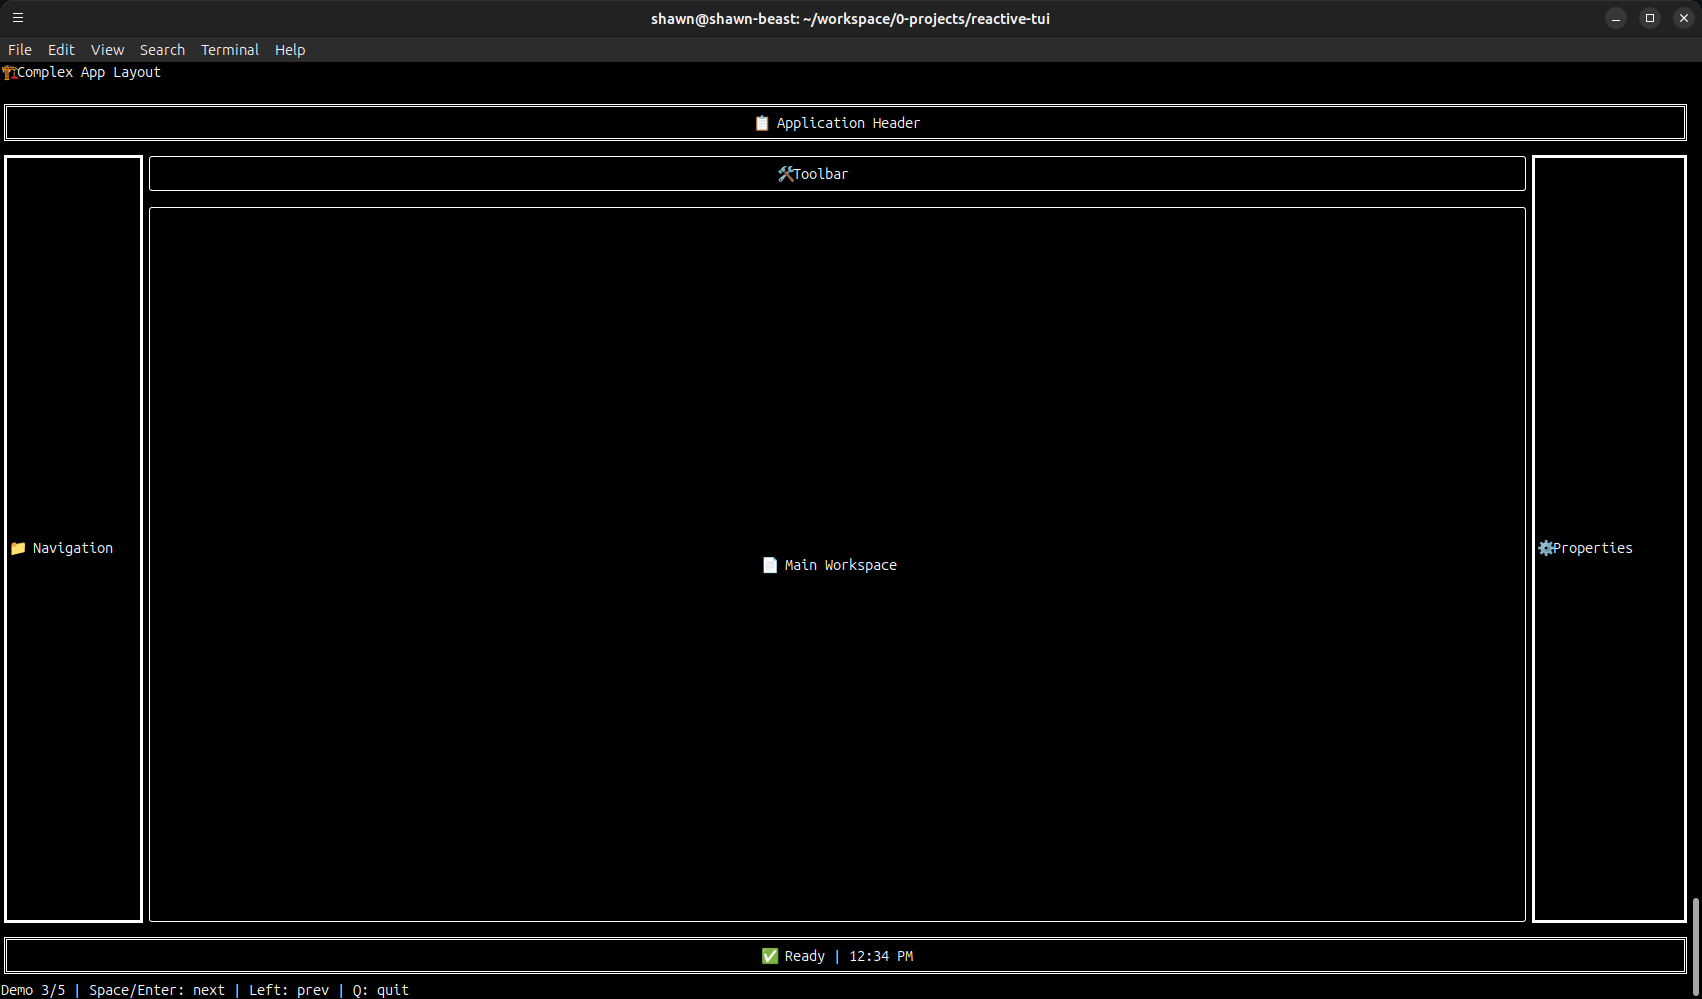 shawn@shawn-beast: ~/workspace/0-projects/reactive-tui
File Edit View Search Terminal Help
🏗️Complex App Layout
📋 Application Header
🛠️Toolbar
📁 Navigation
⚙️Properties
📄 Main Workspace
✅ Ready | 12:34 PM
Demo 3/5 | Space/Enter: next | Left: prev | Q: quit